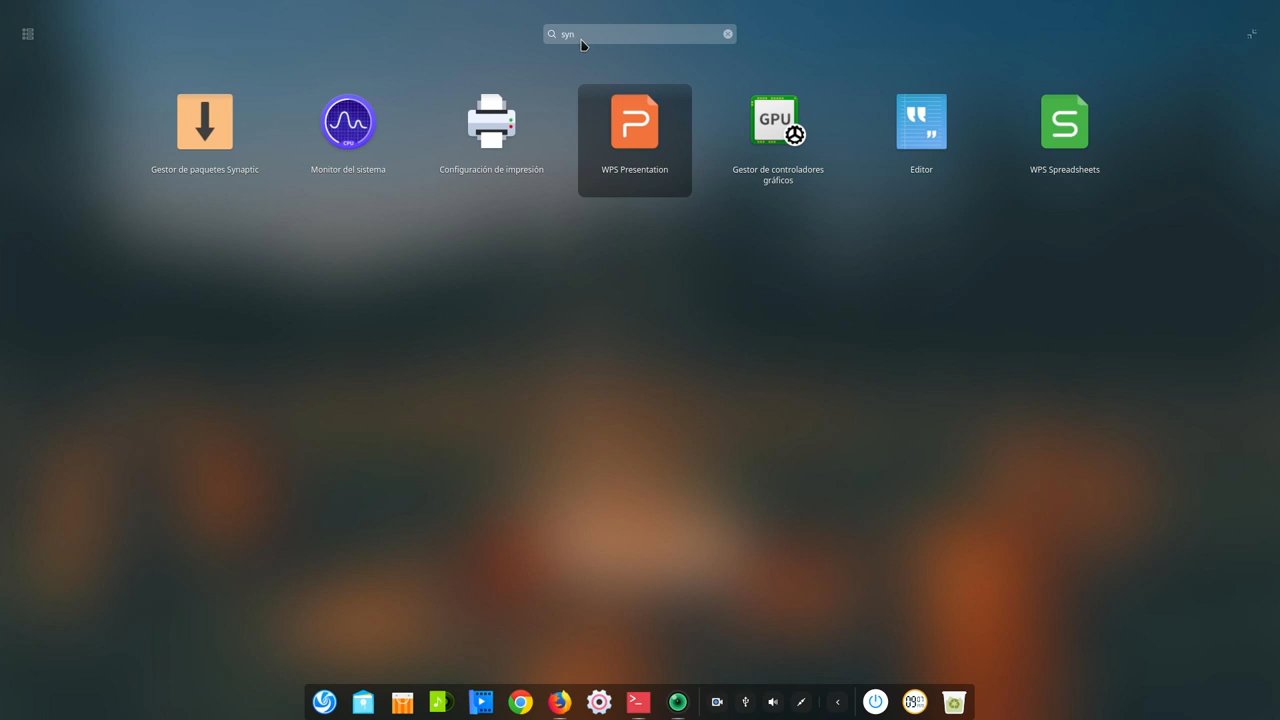 syn
Gestor de paquetes Synaptic
Monitor del sistema
Configuración de impresión
WPS Presentation
Gestor de controladores
gráficos
Editor
WPS Spreadsheets
CPU
GPU